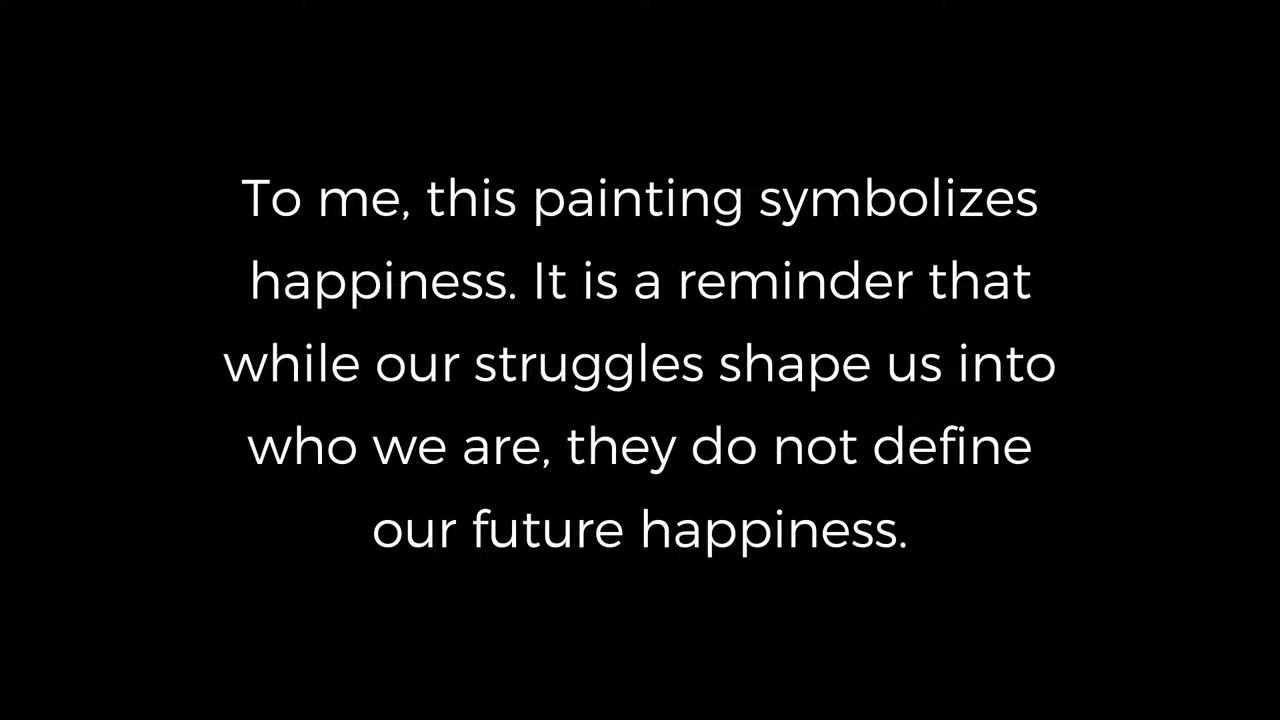 To me, this painting symbolizes
happiness. It is a reminder that
while our struggles shape us into
who we are, they do not define
our future happiness.